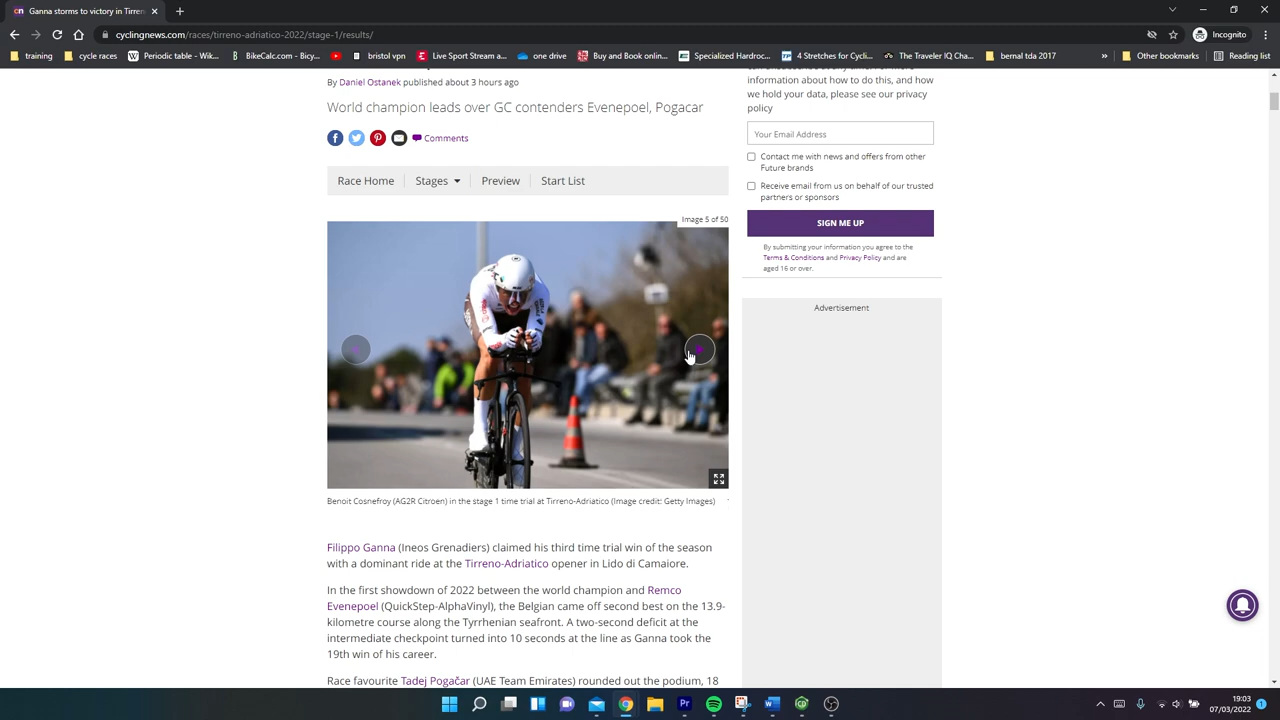 cn Ganna to Victory in Tirreno
cyclingnews.com/races/tirreno-adriatico-2022/stage-1/results/
Incognito
training
cycle races
Periodic table - Wik...
BikeCalc.com - Bicy...
bristol vpn
Live Sport Stream a...
one drive
Buy and Book onlin...
Specialized Hardroc...
4 Stretches for Cycli...
The Traveler IQ Cha...
bernal tda 2017
Other bookmarks
Reading list
By Daniel Ostanek published about 3 hours ago
World champion leads over GC contenders Evenepoel, Pogacar
Comments
Race Home
Stages
Preview
Start List
Image 5 of 50
Benoit Cosnefroy (AG2R Citroen) in the stage 1 time trial at Tirreno-Adriatico (Image credit: Getty Images)
Filippo Ganna (Ineos Grenadiers) claimed his third time trial win of the season
with a dominant ride at the Tirreno-Adriatico opener in Lido di Camaiore.
In the first showdown of 2022 between the world champion and Remco
Evenepoel (QuickStep-AlphaVinyl), the Belgian came off second best on the 13.9-
kilometre course along the Tyrrhenian seafront. A two-second deficit at the
intermediate checkpoint turned into 10 seconds at the line as Ganna took the
19th win of his career.
Race favourite Tadej Pogačar (UAE Team Emirates) rounded out the podium, 18
information about how to do this, and how
we hold your data, please see our privacy
policy
Your Email Address
Contact me with news and offers from other
Future brands
Receive email from us on behalf of our trusted
partners or sponsors
SIGN ME UP
By submitting your information you agree to the
Terms & Conditions and Privacy Policy and are
aged 16 or over.
Advertisement
19:03
07/03/2022